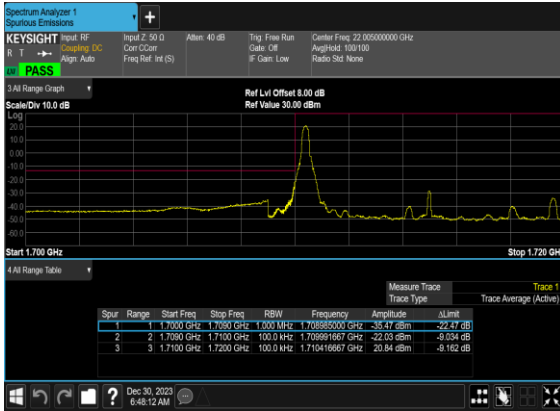 Spectrum Analyzer 1
Spurious Emissions
+
KEYSIGHT Input: RF Input Z: 50 Ω Atten: 40 dB Trig: Free Run Center Freq: 22.005000000 GHz
R T Coupling: DC Corr CCorr Gate: Off Avg|Hold: 100/100
Align: Auto Freq Ref: Int (S) IF Gain: Low Radio Std: None
PASS
3 All Range Graph
Ref Lvl Offset 8.00 dB
Scale/Div 10.0 dB Ref Value 30.00 dBm
Log
20.0
10.0
0.00
-10.0
-20.0
-30.0
-40.0
-50.0
-60.0
Start 1.700 GHz Stop 1.720 GH
4 All Range Table
Measure Trace Trace 1
Trace Type Trace Average (Active)
Spur Range Start Freq Stop Freq RBW Frequency Amplitude ΔLimit
1 1 1.7000 GHz 1.7090 GHz 1.000 MHz 1.708985000 GHz -35.47 dBm -22.47 dB
2 2 1.7090 GHz 1.7100 GHz 100.0 kHz 1.709991667 GHz -22.03 dBm -9.034 dB
3 3 1.7100 GHz 1.7200 GHz 100.0 kHz 1.710416667 GHz 20.84 dBm -9.162 dB
? Dec 30, 2023
6:48:12 AM